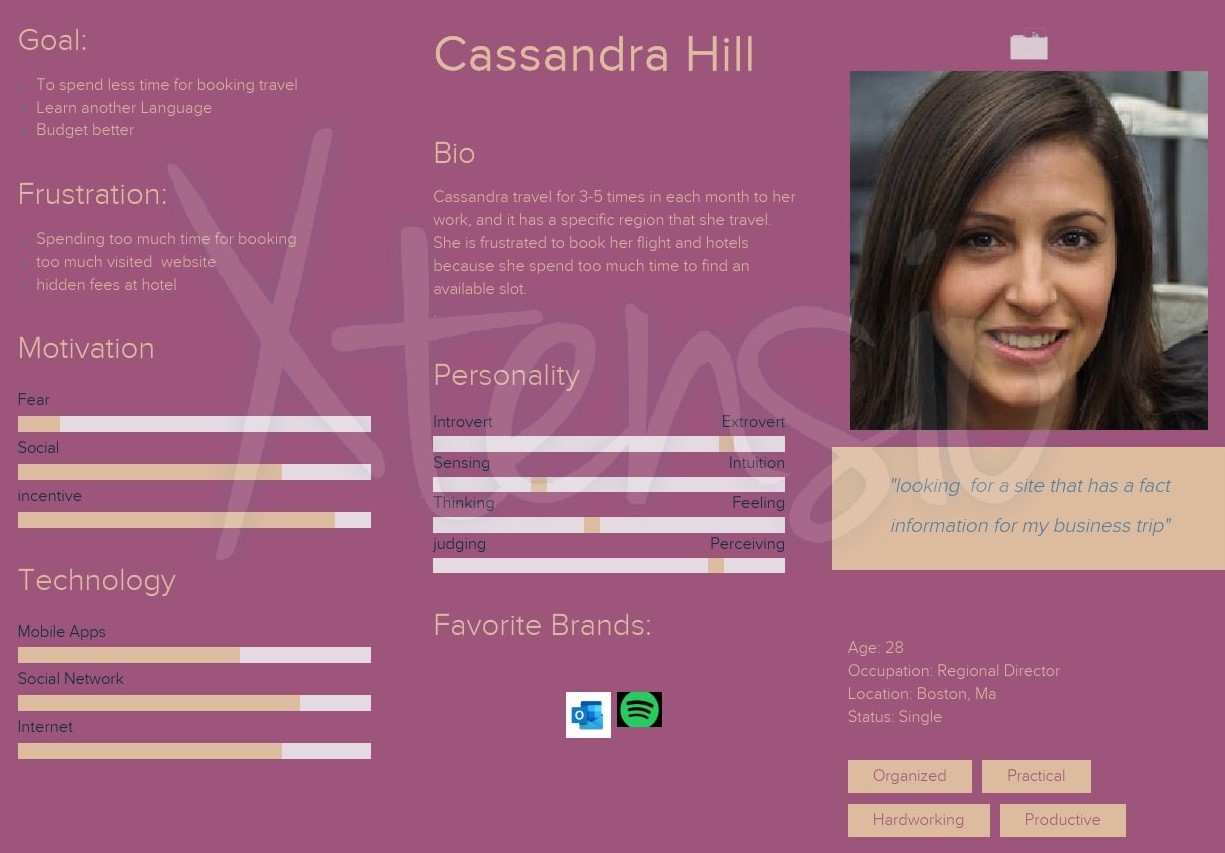 Goal:
To spend less time for booking travel
Learn another Language
Budget better
Frustration:
Spending too much time for booking
too much visited  website
hidden fees at hotel
Motivation
Fear
Social
incentive
Technology
Mobile Apps
Social Network
Internet
Cassandra Hill
Bio
Cassandra travel for 3-5 times in each month to her
work, and it has a specific region that she travel.
She is frustrated to book her flight and hotels
because she spend too much time to find an
available slot.
Personality
Introvert Extrovert
Sensing Intuition
Thinking Feeling
judging Perceiving
Favorite Brands:
"looking  for a site that has a fact
information for my business trip"
Age: 28
Occupation: Regional Director
Location: Boston, Ma
Status: Single
Organized Practical
Hardworking Productive
Xtensio